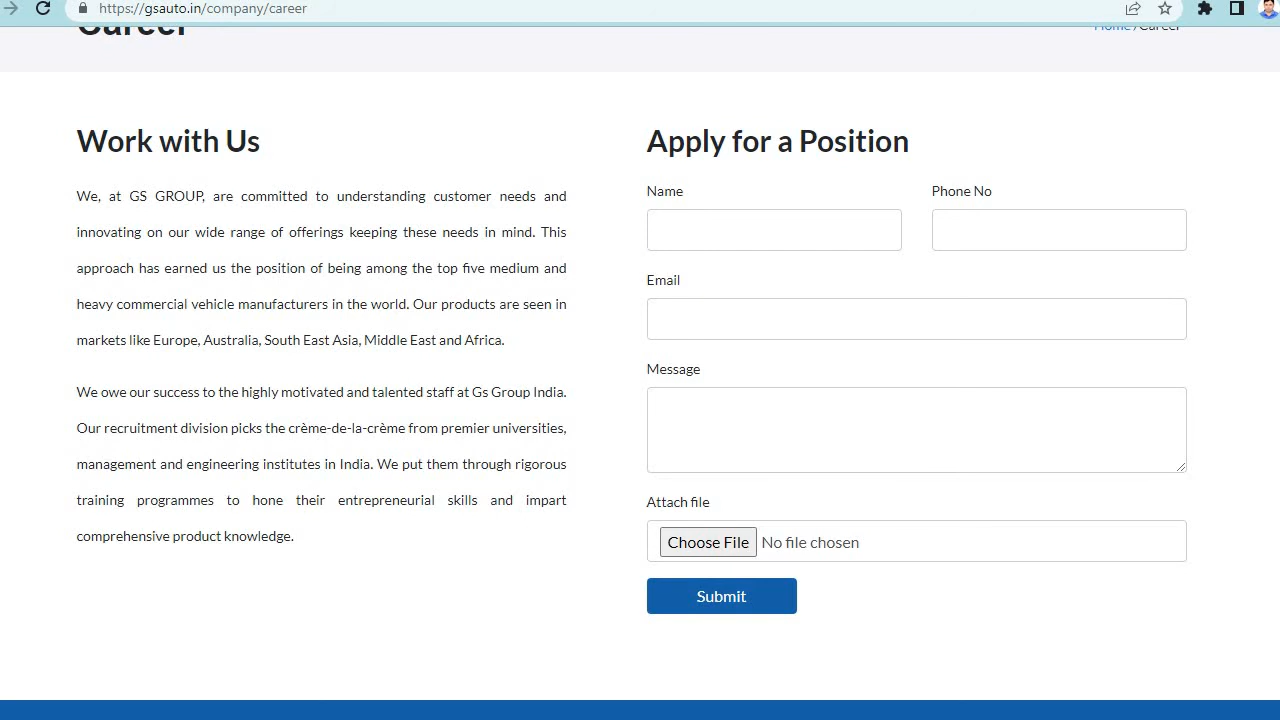 https://gsauto.in/company/career
Career
Home / Career
Work with Us
We, at GS GROUP, are committed to understanding customer needs and
innovating on our wide range of offerings keeping these needs in mind. This
approach has earned us the position of being among the top five medium and
heavy commercial vehicle manufacturers in the world. Our products are seen in
markets like Europe, Australia, South East Asia, Middle East and Africa.
We owe our success to the highly motivated and talented staff at Gs Group India.
Our recruitment division picks the crème-de-la-crème from premier universities,
management and engineering institutes in India. We put them through rigorous
training programmes to hone their entrepreneurial skills and impart
comprehensive product knowledge.
Apply for a Position
Name
Phone No
Email
Message
Attach file
Choose File No file chosen
Submit